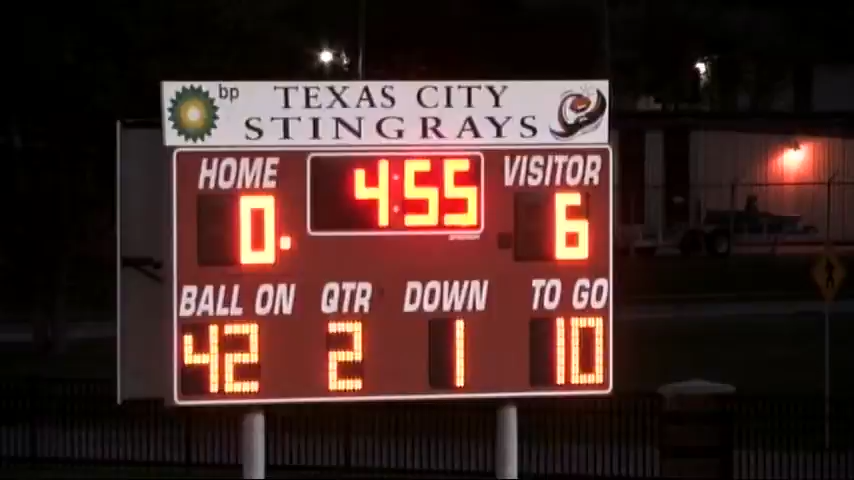 bp TEXAS CITY
STINGRAYS
HOME 4:55 VISITOR
0 6
BALL ON QTR DOWN TO GO
42 2 1 10